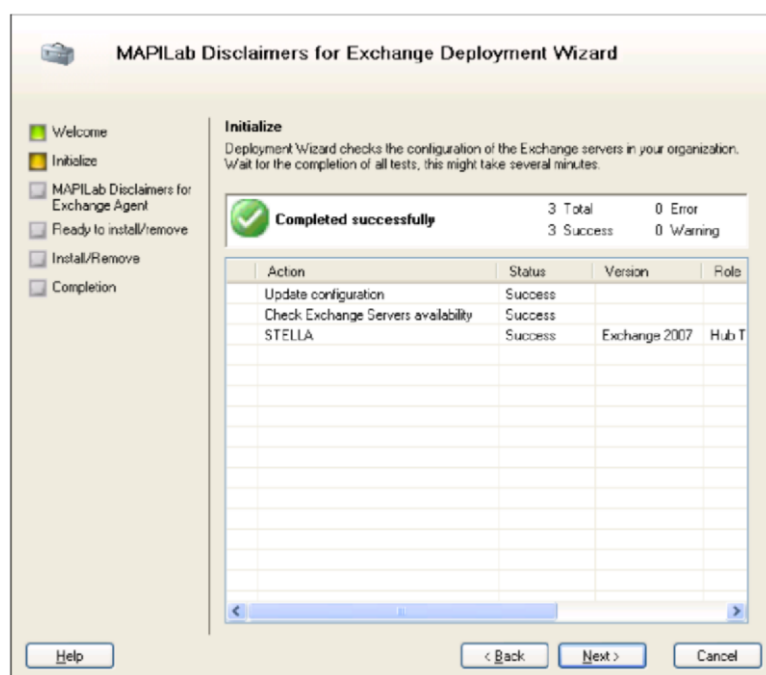 MAPILab Disclaimers for Exchange Deployment Wizard
Welcome
Initialize
MAPILab Disclaimers for
Exchange Agent
Ready to install/remove
Install/Remove
Completion
Initialize
Deployment Wizard checks the configuration of the Exchange servers in your organization.
Wait for the completion of all tests, this might take several minutes.
Completed successfully
3 Total 0 Error
3 Success 0 Warning
Action Status Version Role
Update configuration Success
Check Exchange Servers availability Success
STELLA Success Exchange 2007 Hub T
Help < Back Next > Cancel